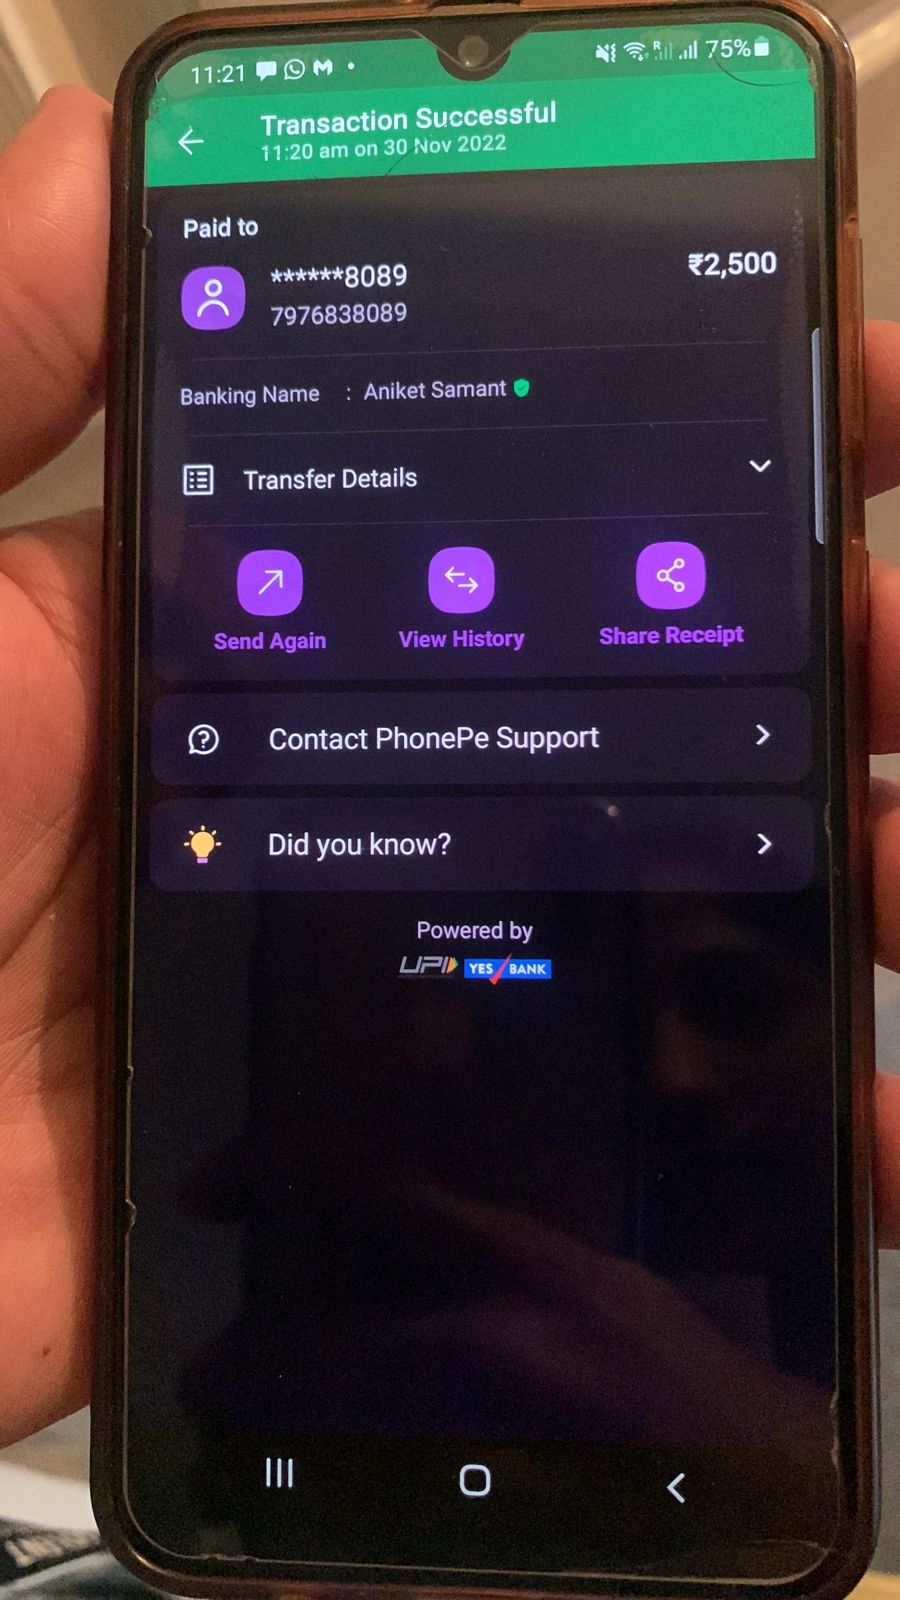 11:21
75%
Transaction Successful
11:20 am on 30 Nov 2022
Paid to
******8089
₹2,500
7976838089
Banking Name : Aniket Samant
Transfer Details
Send Again View History Share Receipt
Contact PhonePe Support
Did you know?
Powered by
UPI YES BANK